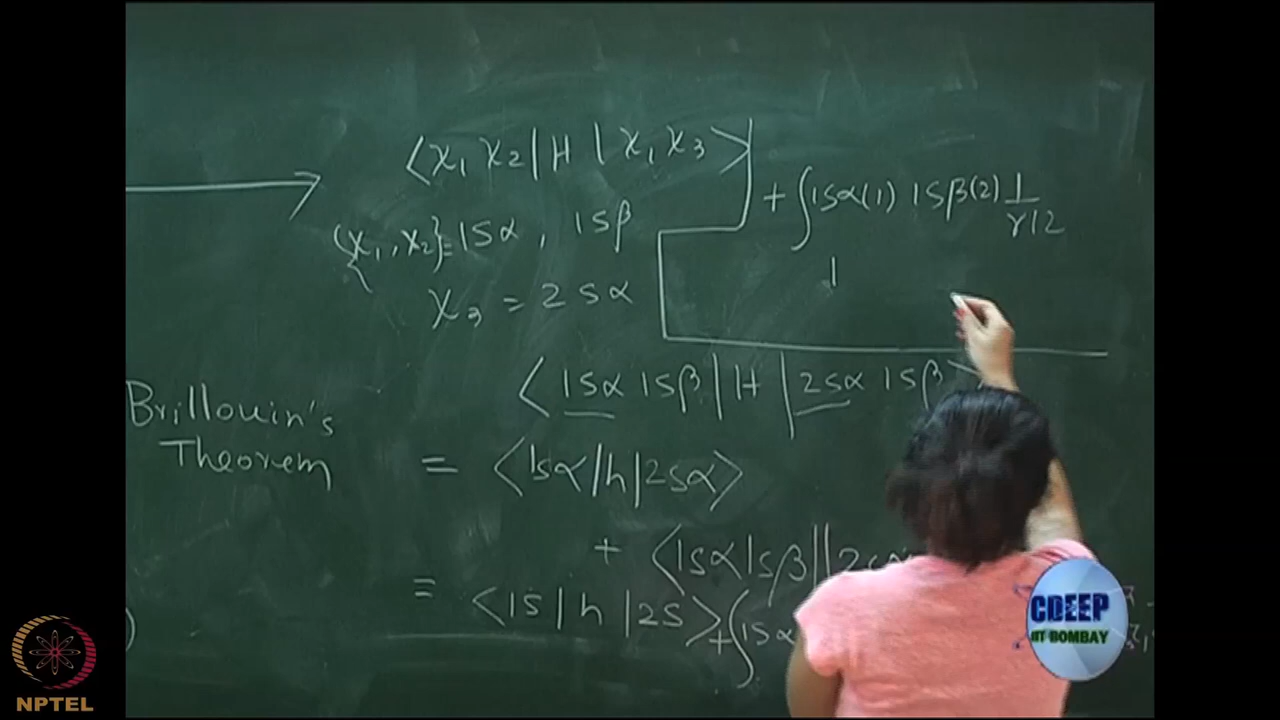 ⟨χ₁ χ₂ | H | χ₁ χ₃⟩
{χ₁, χ₂} = 1sα, 1sβ
χ₃ = 2sα
+ ∫ 1sα(1) 1sβ(2) 1/r12
1
⟨1sα 1sβ | H | 2sα 1sβ⟩
Brillouin's
Theorem
= ⟨1sα | h | 2sα⟩
+ ⟨1sα 1sβ || 2sα
= ⟨1s | h | 2s⟩ + ∫ 1sα
)
NPTEL
CDEEP
IIT BOMBAY